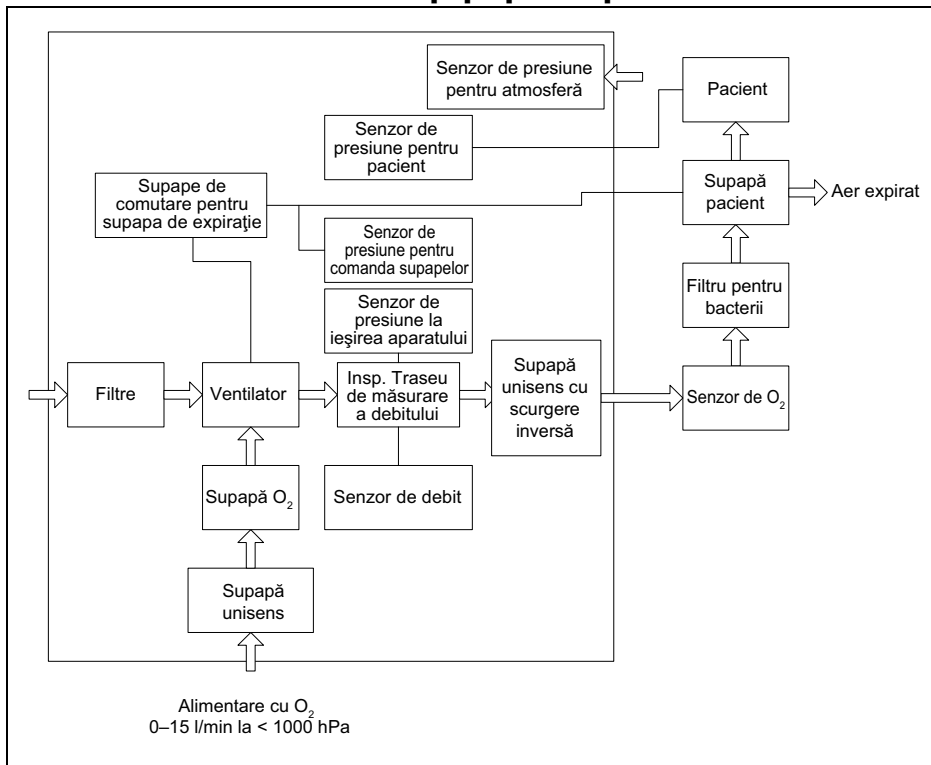 Senzor de presiune
pentru atmosferă
Pacient
Senzor de
presiune pentru
pacient
Supape de
comutare pentru
supapa de expiraţie
Supapă
pacient
Aer expirat
Senzor de
presiune pentru
comanda supapelor
Filtru pentru
bacterii
Senzor de
presiune la
ieşirea aparatului
Filtre
Ventilator
Insp. Traseu
de măsurare
a debitului
Supapă
unisens cu
scurgere
inversă
Senzor de O₂
Supapă O₂
Senzor de debit
Supapă
unisens
Alimentare cu O₂
0–15 l/min la < 1000 hPa